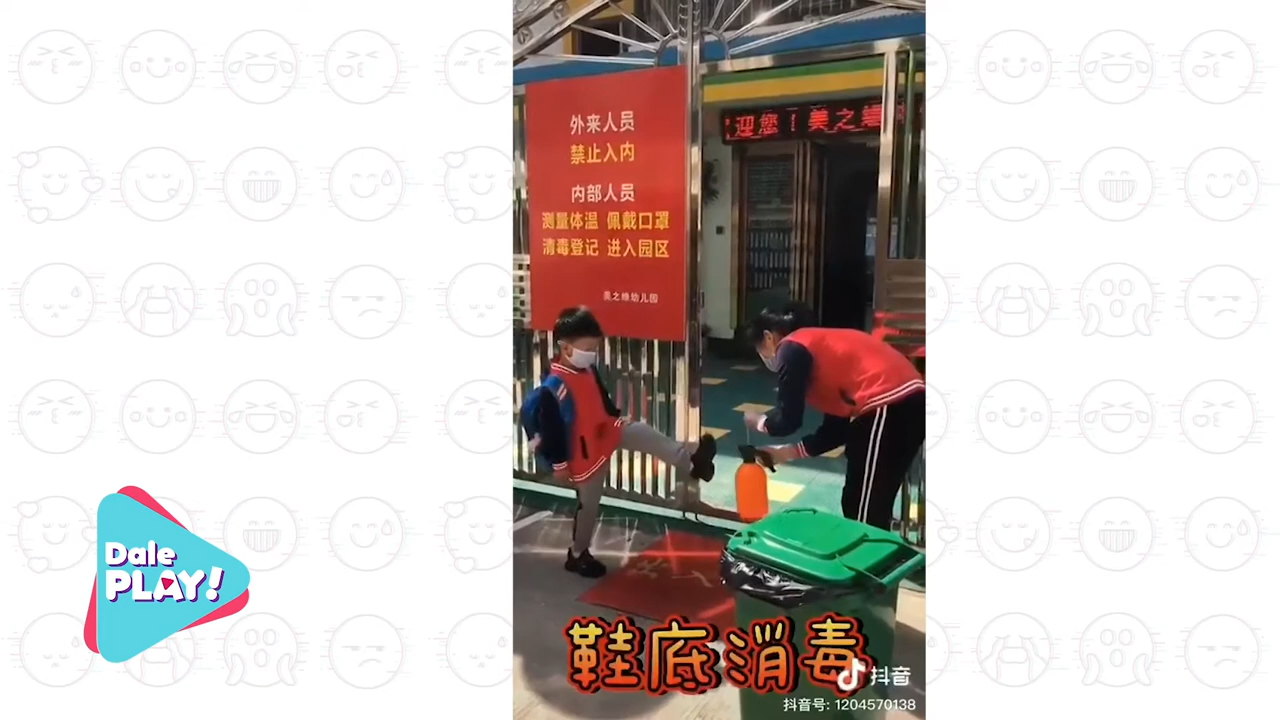 外来人员
禁止入内
内部人员
测量体温 佩戴口罩
消毒登记 进入园区
美之缘幼儿园
迎您！美之缘
Dale
PLAY!
鞋底消毒
抖音
抖音号: 1204570138